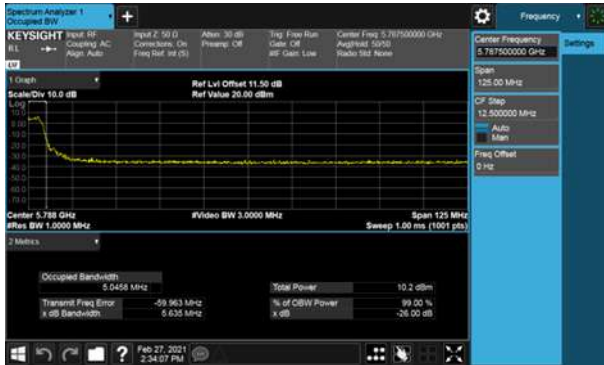 Spectrum Analyzer 1
Occupied BW
Frequency
KEYSIGHT
Input: RF
Coupling: AC
Align: Auto
Input Z: 50 Ω
Corrections: On
Freq Ref: Int (S)
Atten: 30 dB
Preamp: Off
Trig: Free Run
Gate: Off
#IF Gain: Low
Center Freq: 5.787500000 GHz
Avg|Hold: 50/50
Radio Std: None
RL
LV
Center Frequency
5.787500000 GHz
Settings
Span
125.00 MHz
CF Step
12.500000 MHz
Auto
Man
Freq Offset
0 Hz
1 Graph
Scale/Div 10.0 dB
Ref Lvl Offset 11.50 dB
Ref Value 20.00 dBm
Log
10.0
0.00
-10.0
-20.0
-30.0
-40.0
-50.0
-60.0
-70.0
Center 5.788 GHz
#Video BW 3.0000 MHz
Span 125 MHz
#Res BW 1.0000 MHz
Sweep 1.00 ms (1001 pts)
2 Metrics
Occupied Bandwidth
5.0458 MHz
Total Power
10.2 dBm
Transmit Freq Error
-59.963 MHz
% of OBW Power
99.00 %
x dB Bandwidth
5.635 MHz
x dB
-26.00 dB
Feb 27, 2021
2:34:07 PM